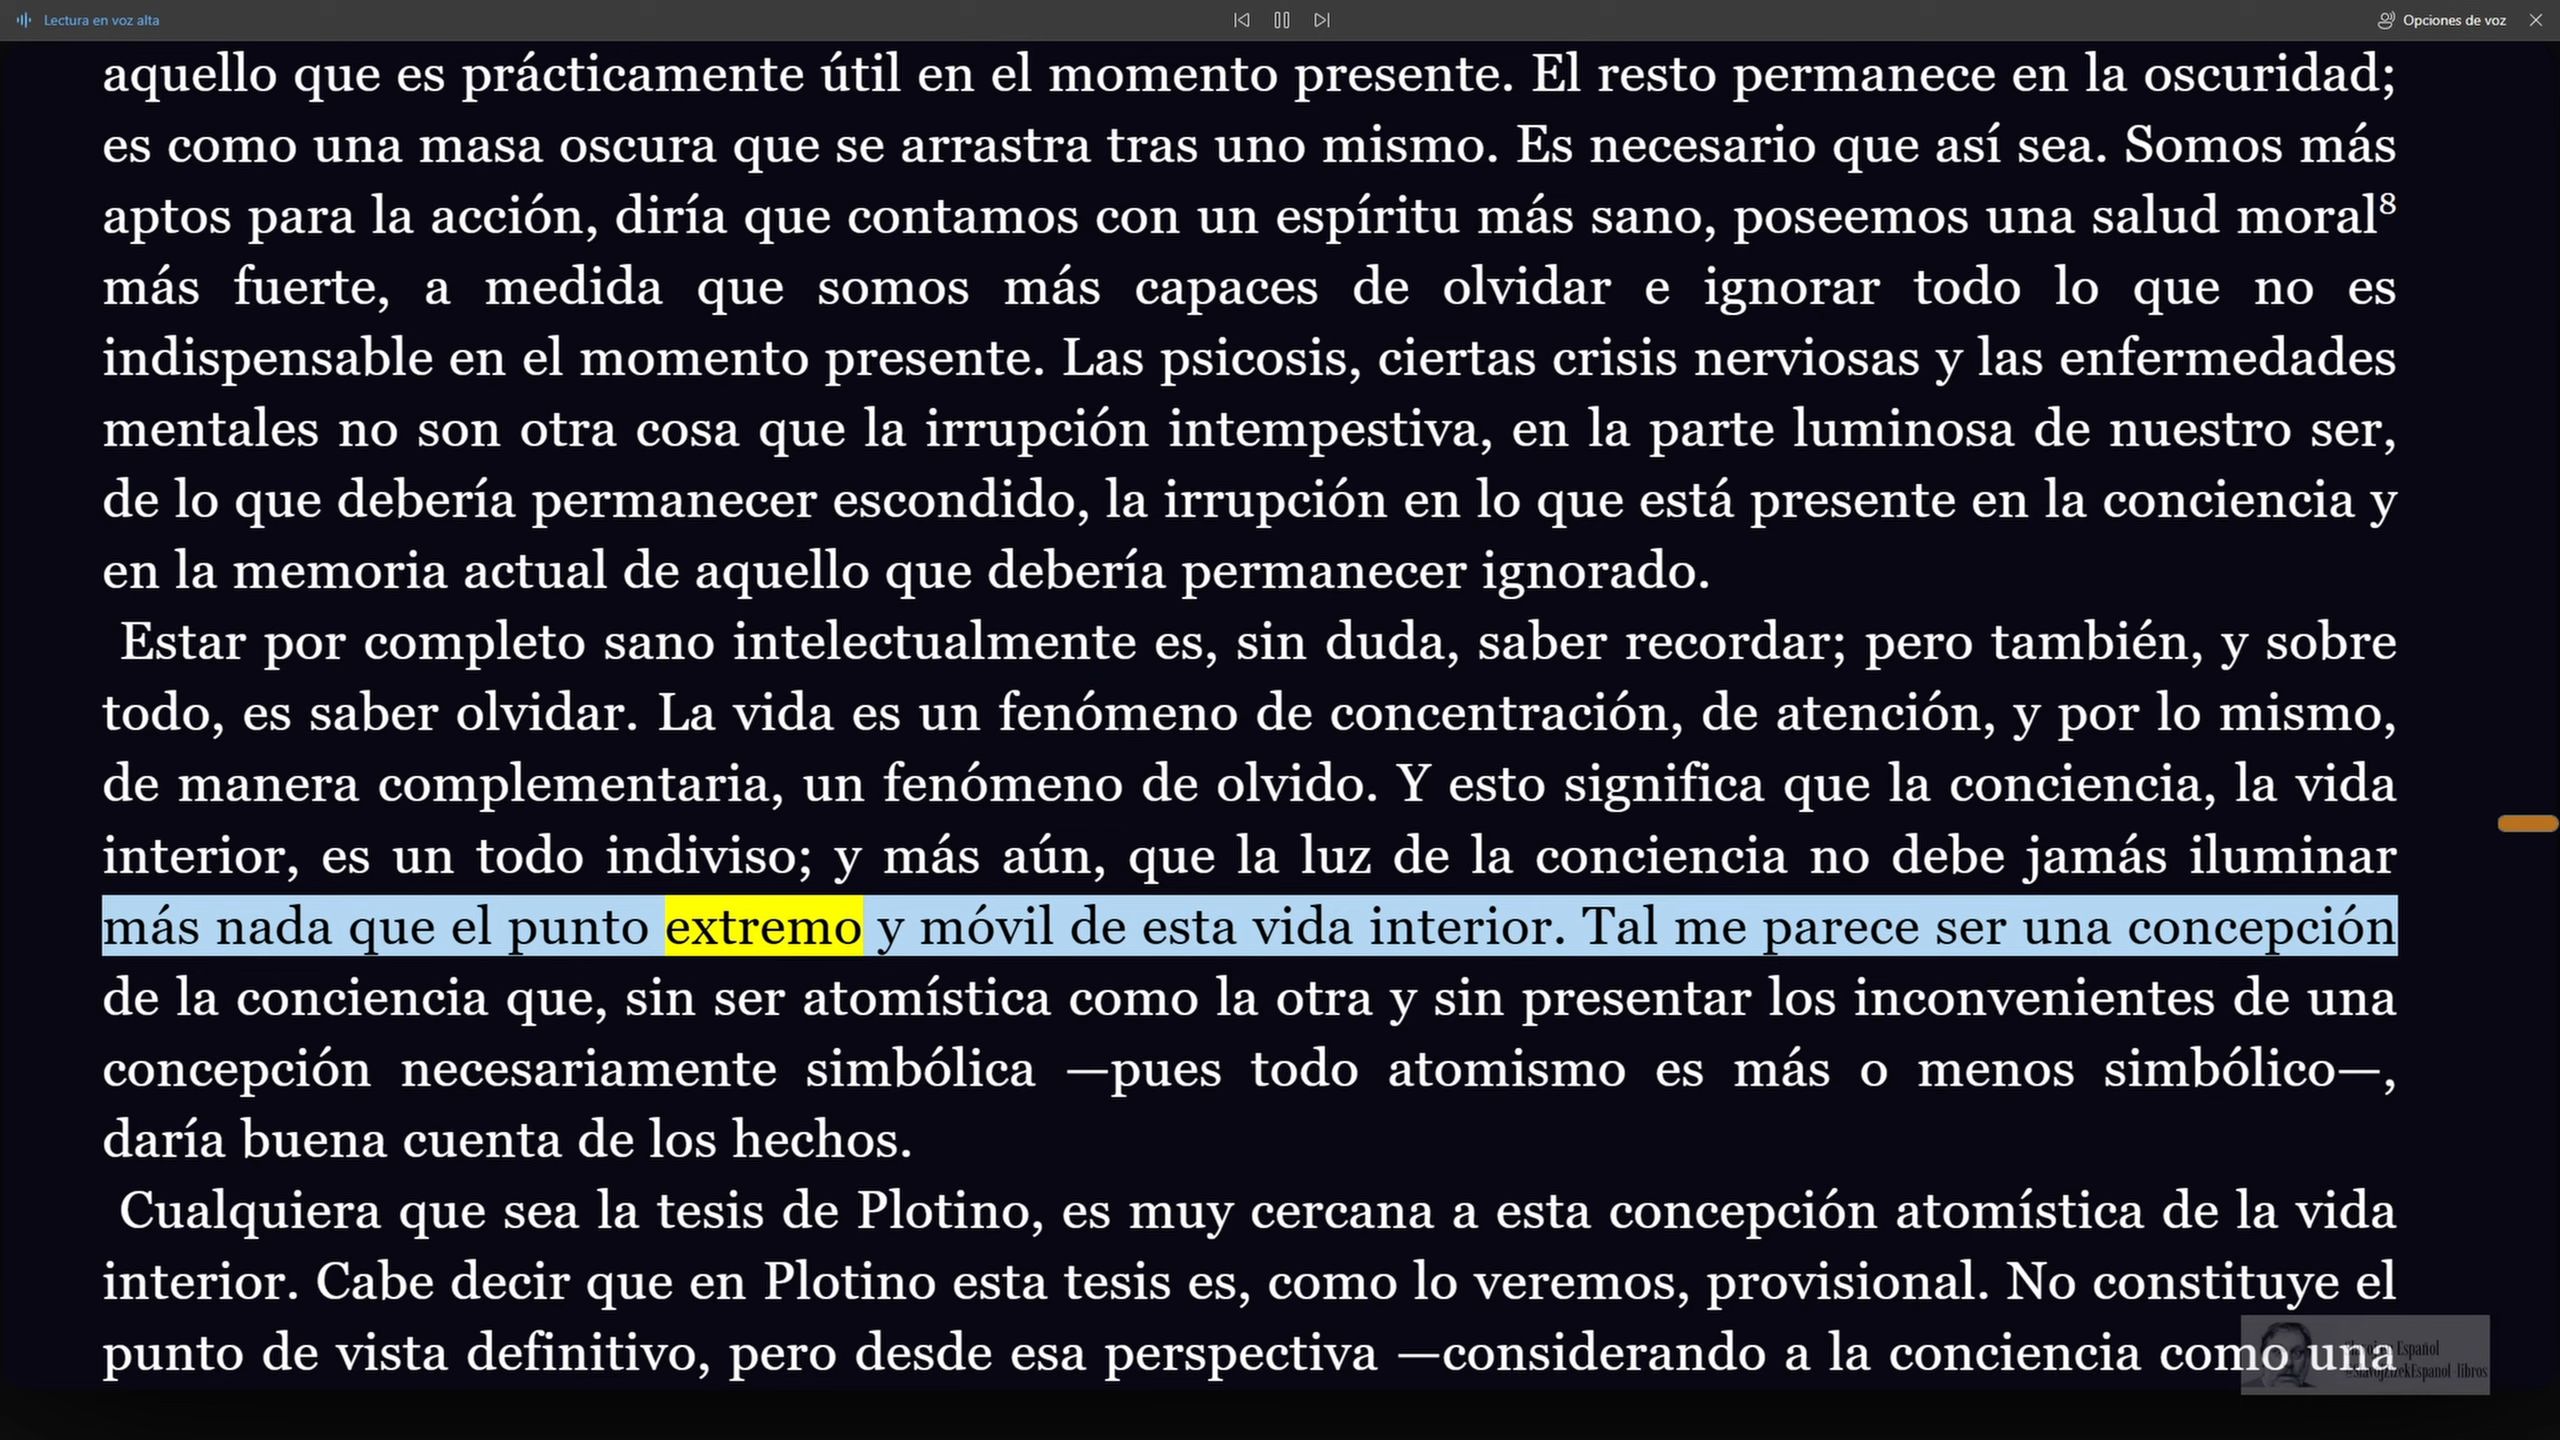 Lectura en voz alta
Opciones de voz
aquello que es prácticamente útil en el momento presente. El resto permanece en la oscuridad;
es como una masa oscura que se arrastra tras uno mismo. Es necesario que así sea. Somos más
aptos para la acción, diría que contamos con un espíritu más sano, poseemos una salud moral⁸
más fuerte, a medida que somos más capaces de olvidar e ignorar todo lo que no es
indispensable en el momento presente. Las psicosis, ciertas crisis nerviosas y las enfermedades
mentales no son otra cosa que la irrupción intempestiva, en la parte luminosa de nuestro ser,
de lo que debería permanecer escondido, la irrupción en lo que está presente en la conciencia y
en la memoria actual de aquello que debería permanecer ignorado.
Estar por completo sano intelectualmente es, sin duda, saber recordar; pero también, y sobre
todo, es saber olvidar. La vida es un fenómeno de concentración, de atención, y por lo mismo,
de manera complementaria, un fenómeno de olvido. Y esto significa que la conciencia, la vida
interior, es un todo indiviso; y más aún, que la luz de la conciencia no debe jamás iluminar
más nada que el punto extremo y móvil de esta vida interior. Tal me parece ser una concepción
de la conciencia que, sin ser atomística como la otra y sin presentar los inconvenientes de una
concepción necesariamente simbólica —pues todo atomismo es más o menos simbólico—,
daría buena cuenta de los hechos.
Cualquiera que sea la tesis de Plotino, es muy cercana a esta concepción atomística de la vida
interior. Cabe decir que en Plotino esta tesis es, como lo veremos, provisional. No constituye el
punto de vista definitivo, pero desde esa perspectiva —considerando a la conciencia como una
Español